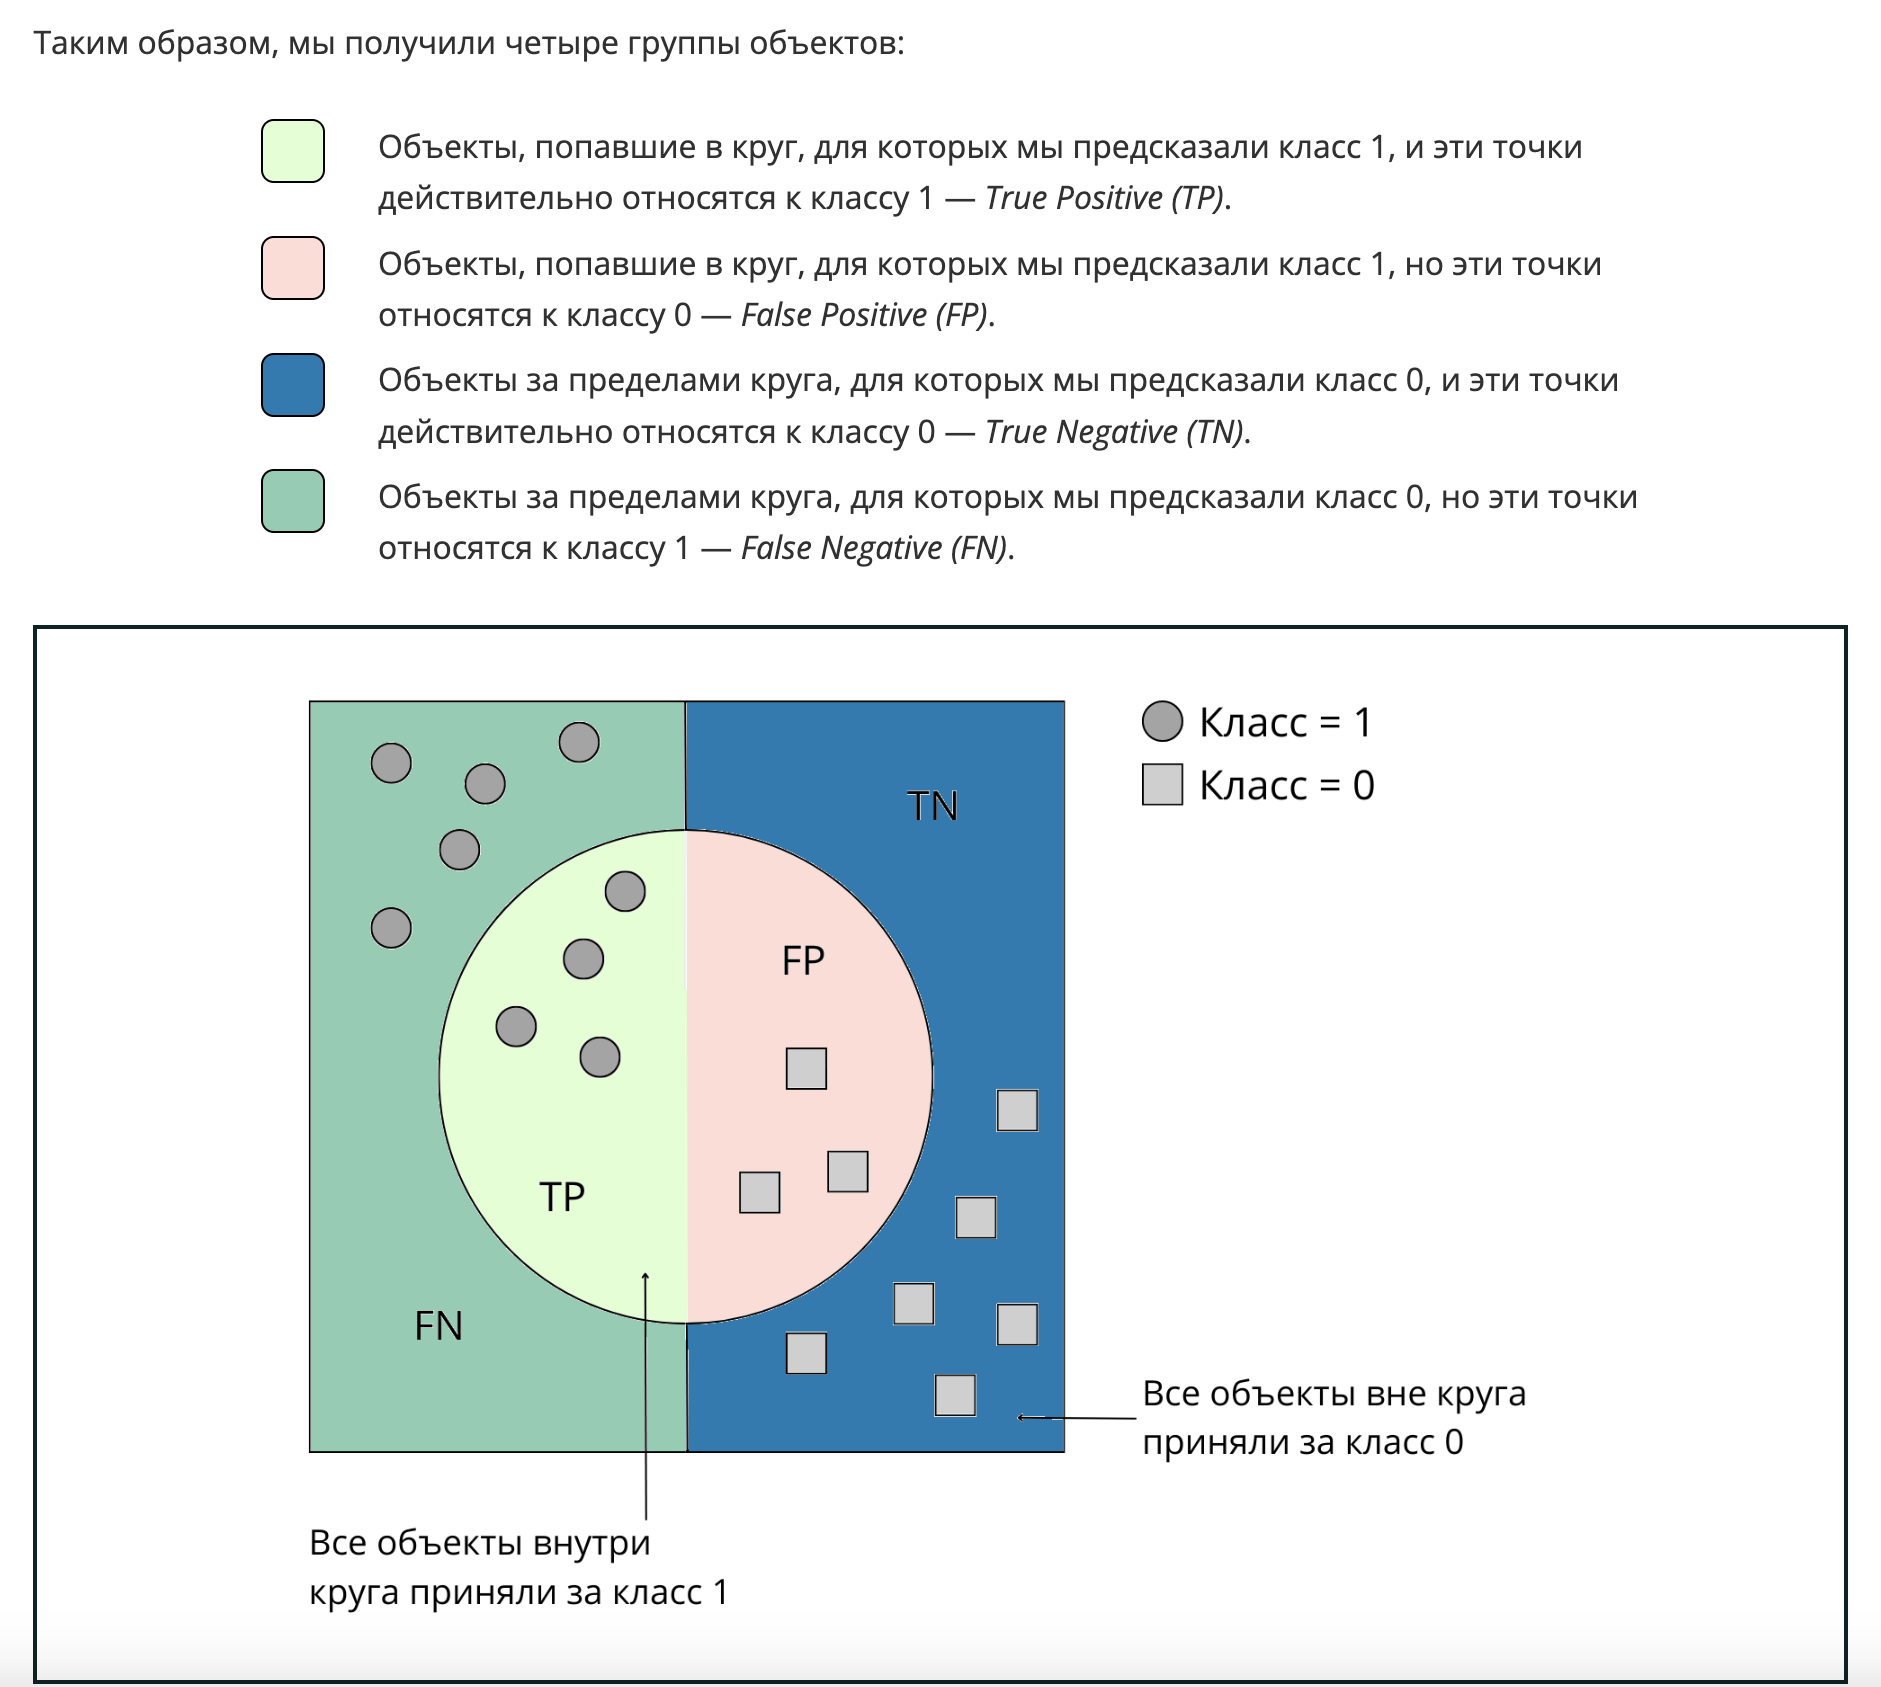 Таким образом, мы получили четыре группы объектов:
Объекты, попавшие в круг, для которых мы предсказали класс 1, и эти точки
действительно относятся к классу 1 — True Positive (TP).
Объекты, попавшие в круг, для которых мы предсказали класс 1, но эти точки
относятся к классу 0 — False Positive (FP).
Объекты за пределами круга, для которых мы предсказали класс 0, и эти точки
действительно относятся к классу 0 — True Negative (TN).
Объекты за пределами круга, для которых мы предсказали класс 0, но эти точки
относятся к классу 1 — False Negative (FN).
Класс = 1
Класс = 0
TN
FP
TP
FN
Все объекты вне круга
приняли за класс 0
Все объекты внутри
круга приняли за класс 1